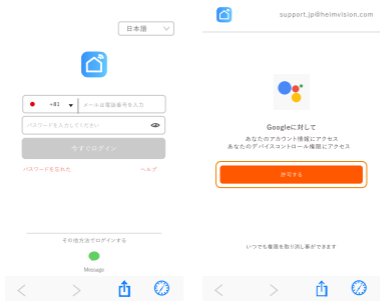 日本語
+81
メールは電話番号を入力
パスワードを入力してください
今すぐログイン
パスワードを忘れた
ヘルプ
その他方法でログインする
Message
support.jp@heimvision.com
Googleに対して
あなたのアカウント情報にアクセス
あなたのデバイスコントロール権限にアクセス
許可する
いつでも権限を取り消し事ができます